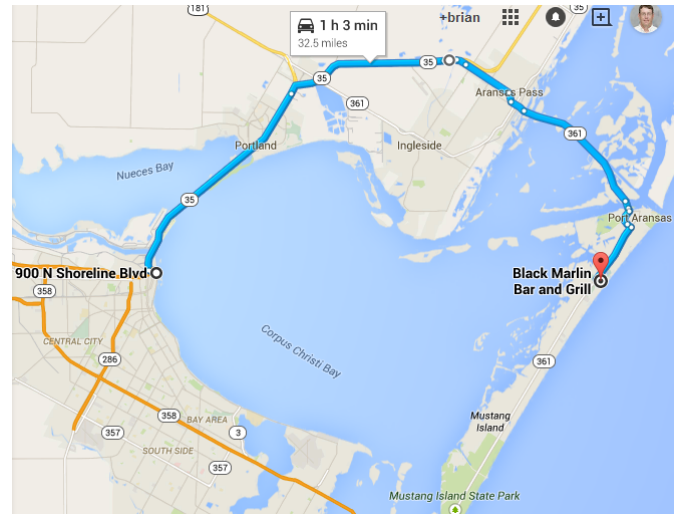 181
+brian
1 h 3 min
32.5 miles
35
35
361
Aransas Pass
361
Portland
Ingleside
Nueces Bay
35
Port Aransas
900 N Shoreline Blvd
Black Marlin
Bar and Grill
358
Corpus Christi Bay
CENTRAL CITY
286
361
358
BAY AREA
Mustang
Island
3
357
SOUTH SIDE
357
Mustang Island State Park